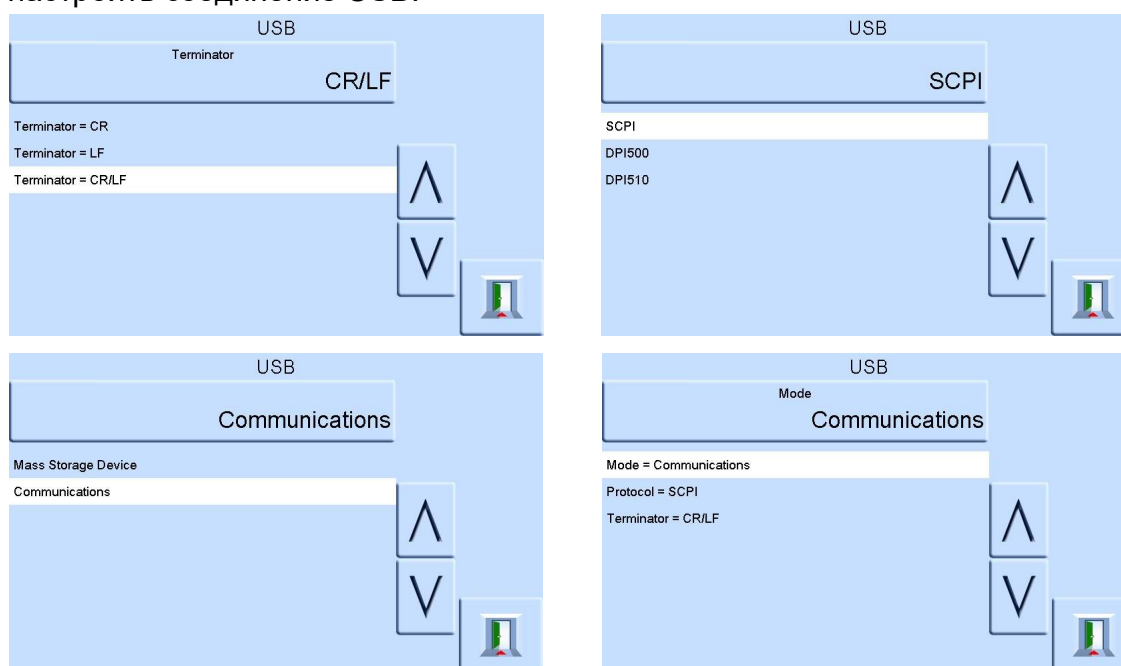 настроить соединение USB.
USB
Terminator
CR/LF
Terminator = CR
Terminator = LF
Terminator = CR/LF
USB
SCPI
SCPI
DPI500
DPI510
USB
Communications
Mass Storage Device
Communications
USB
Mode
Communications
Mode = Communications
Protocol = SCPI
Terminator = CR/LF